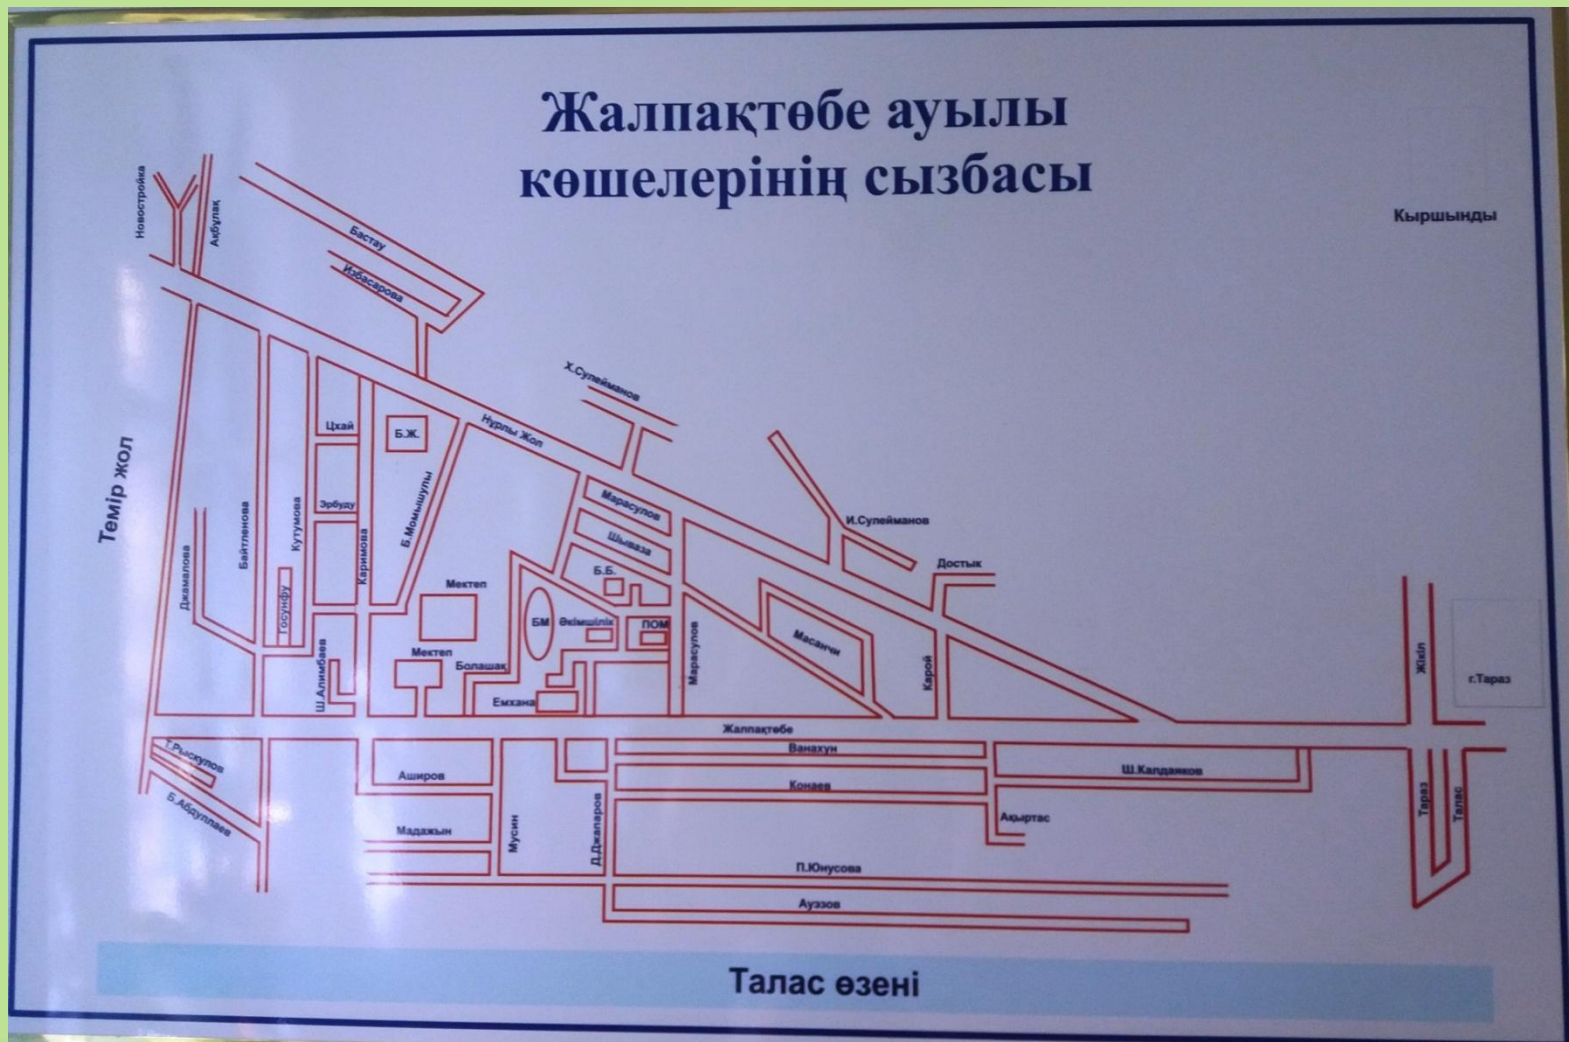 Жалпақтөбе ауылы
көшелерінің сызбасы
Кыршынды
Новостройка
Ақбұлақ
Бастау
Избасарова
Х.Сулейманов
Нұрлы Жол
Цхай
Б.Ж.
Темір жол
Эрбуду
Б.Момышулы
Марасулов
И.Сулейманов
Байтленова
Кутумова
Каримова
Шываза
Достык
Джамалова
Госунфу
Мектеп
Б.Б.
БМ
Әкімшілік
ПОМ
Масанчи
Марасулов
Ш.Алимбаев
Мектеп
Болашақ
Карой
Жікіл
г.Тараз
Емхана
Жалпақтөбе
Т.Рыскулов
Ванахун
Аширов
Конаев
Ш.Калдаяков
Б.Абдуллаев
Мадажын
Мусин
Д.Джапаров
Ақыртас
Тараз
Талас
П.Юнусова
Ауэзов
Талас өзені